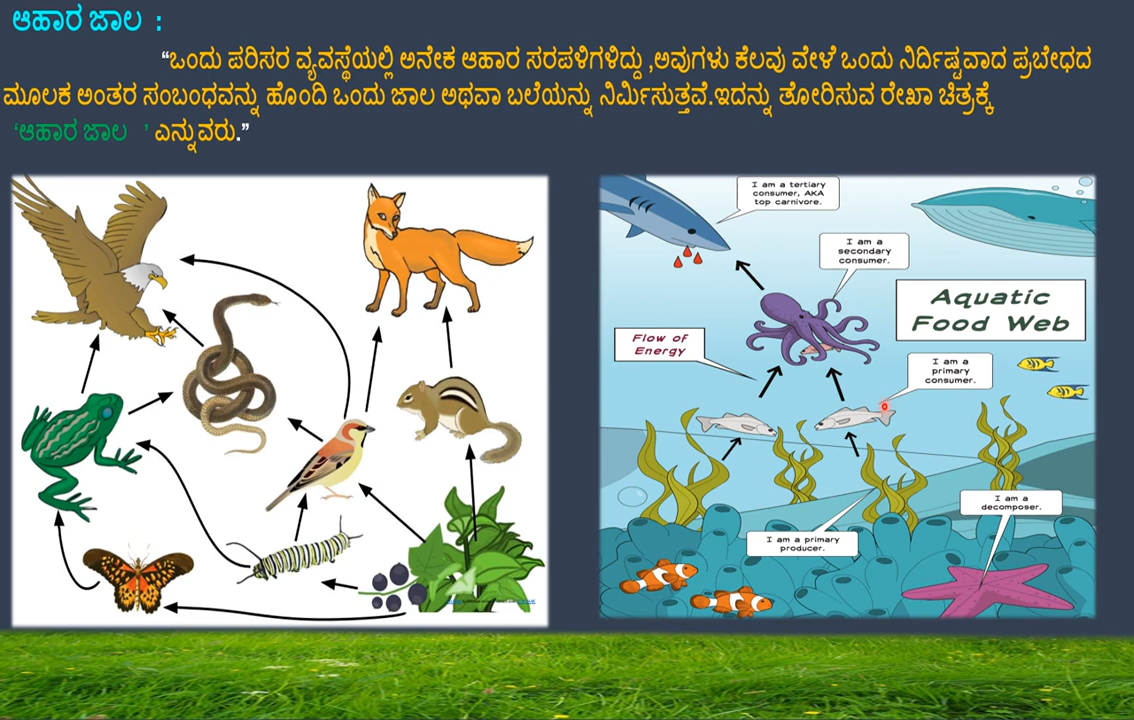 ಆಹಾರ ಜಾಲ :
“ಒಂದು ಪರಿಸರ ವ್ಯವಸ್ಥೆಯಲ್ಲಿ ಅನೇಕ ಆಹಾರ ಸರಪಳಿಗಳಿದ್ದು ,ಅವುಗಳು ಕೆಲವು ವೇಳೆ ಒಂದು ನಿರ್ದಿಷ್ಟವಾದ ಪ್ರಬೇಧದ
ಮೂಲಕ ಅಂತರ ಸಂಬಂಧವನ್ನು ಹೊಂದಿ ಒಂದು ಜಾಲ ಅಥವಾ ಬಲೆಯನ್ನು ನಿರ್ಮಿಸುತ್ತವೆ.ಇದನ್ನು ತೋರಿಸುವ ರೇಖಾ ಚಿತ್ರಕ್ಕೆ
‘ಆಹಾರ ಜಾಲ ’ ಎನ್ನುವರು.”
I am a tertiary
consumer, AKA
top carnivore.
I am a
secondary
consumer.
Aquatic
Food Web
Flow of
Energy
I am a
primary
consumer.
I am a
decomposer.
I am a primary
producer.